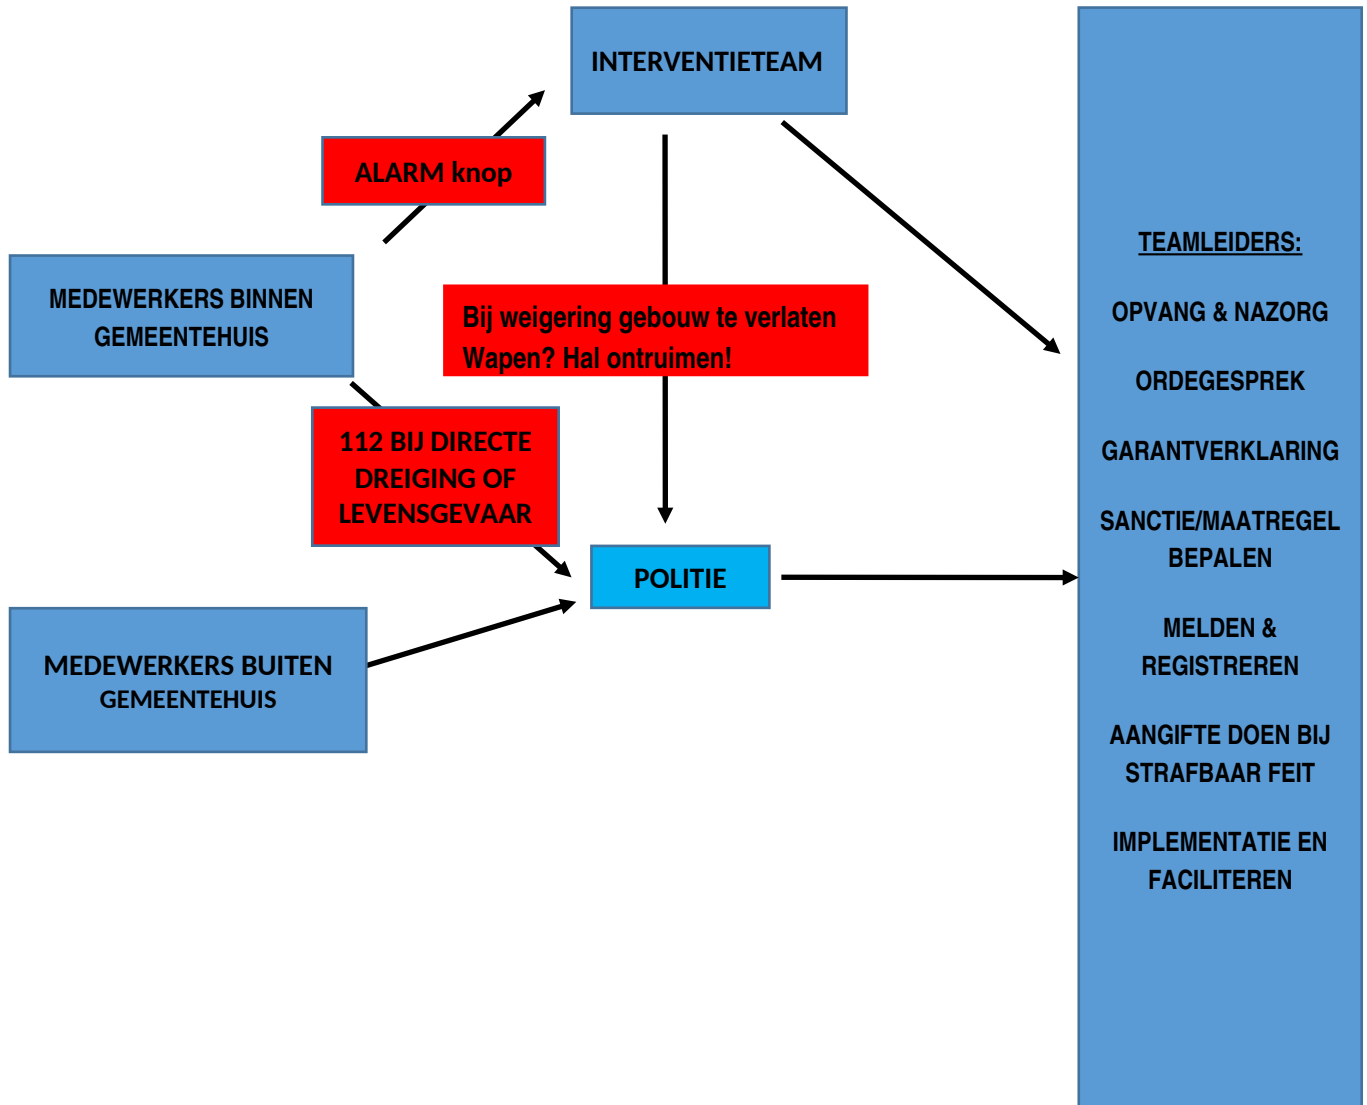 INTERVENTIETEAM
ALARM knop
MEDEWERKERS BINNEN
GEMEENTEHUIS
Bij weigering gebouw te verlaten
Wapen? Hal ontruimen!
112 BIJ DIRECTE
DREIGING OF
LEVENSGEVAAR
POLITIE
MEDEWERKERS BUITEN
GEMEENTEHUIS
TEAMLEIDERS:
OPVANG & NAZORG
ORDEGESPREK
GARANTVERKLARING
SANCTIE/MAATREGEL
BEPALEN
MELDEN &
REGISTREREN
AANGIFTE DOEN BIJ
STRAFBAAR FEIT
IMPLEMENTATIE EN
FACILITEREN